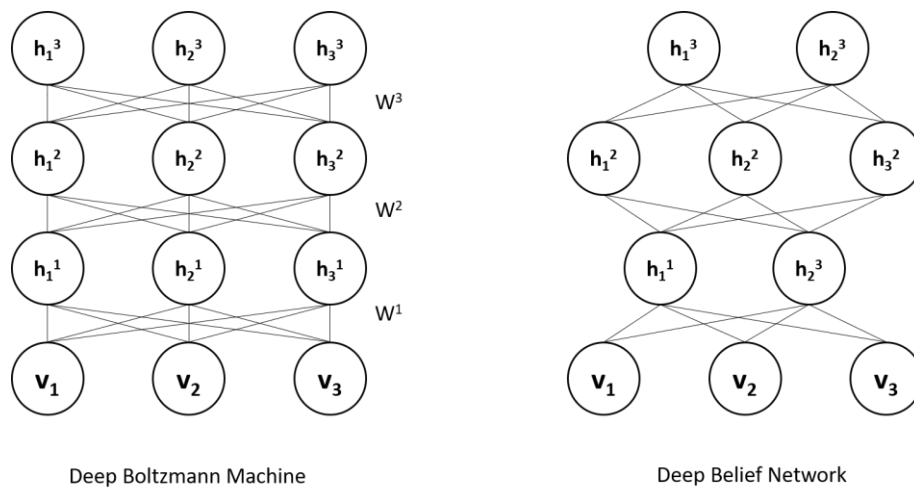 h₁³ h₂³ h₃³ h₁³ h₂³
W³
h₁² h₂² h₃² h₁² h₂² h₃²
W²
h₁¹ h₂¹ h₃¹ h₁¹ h₂³
W¹
v₁ v₂ v₃ v₁ v₂ v₃
Deep Boltzmann Machine Deep Belief Network